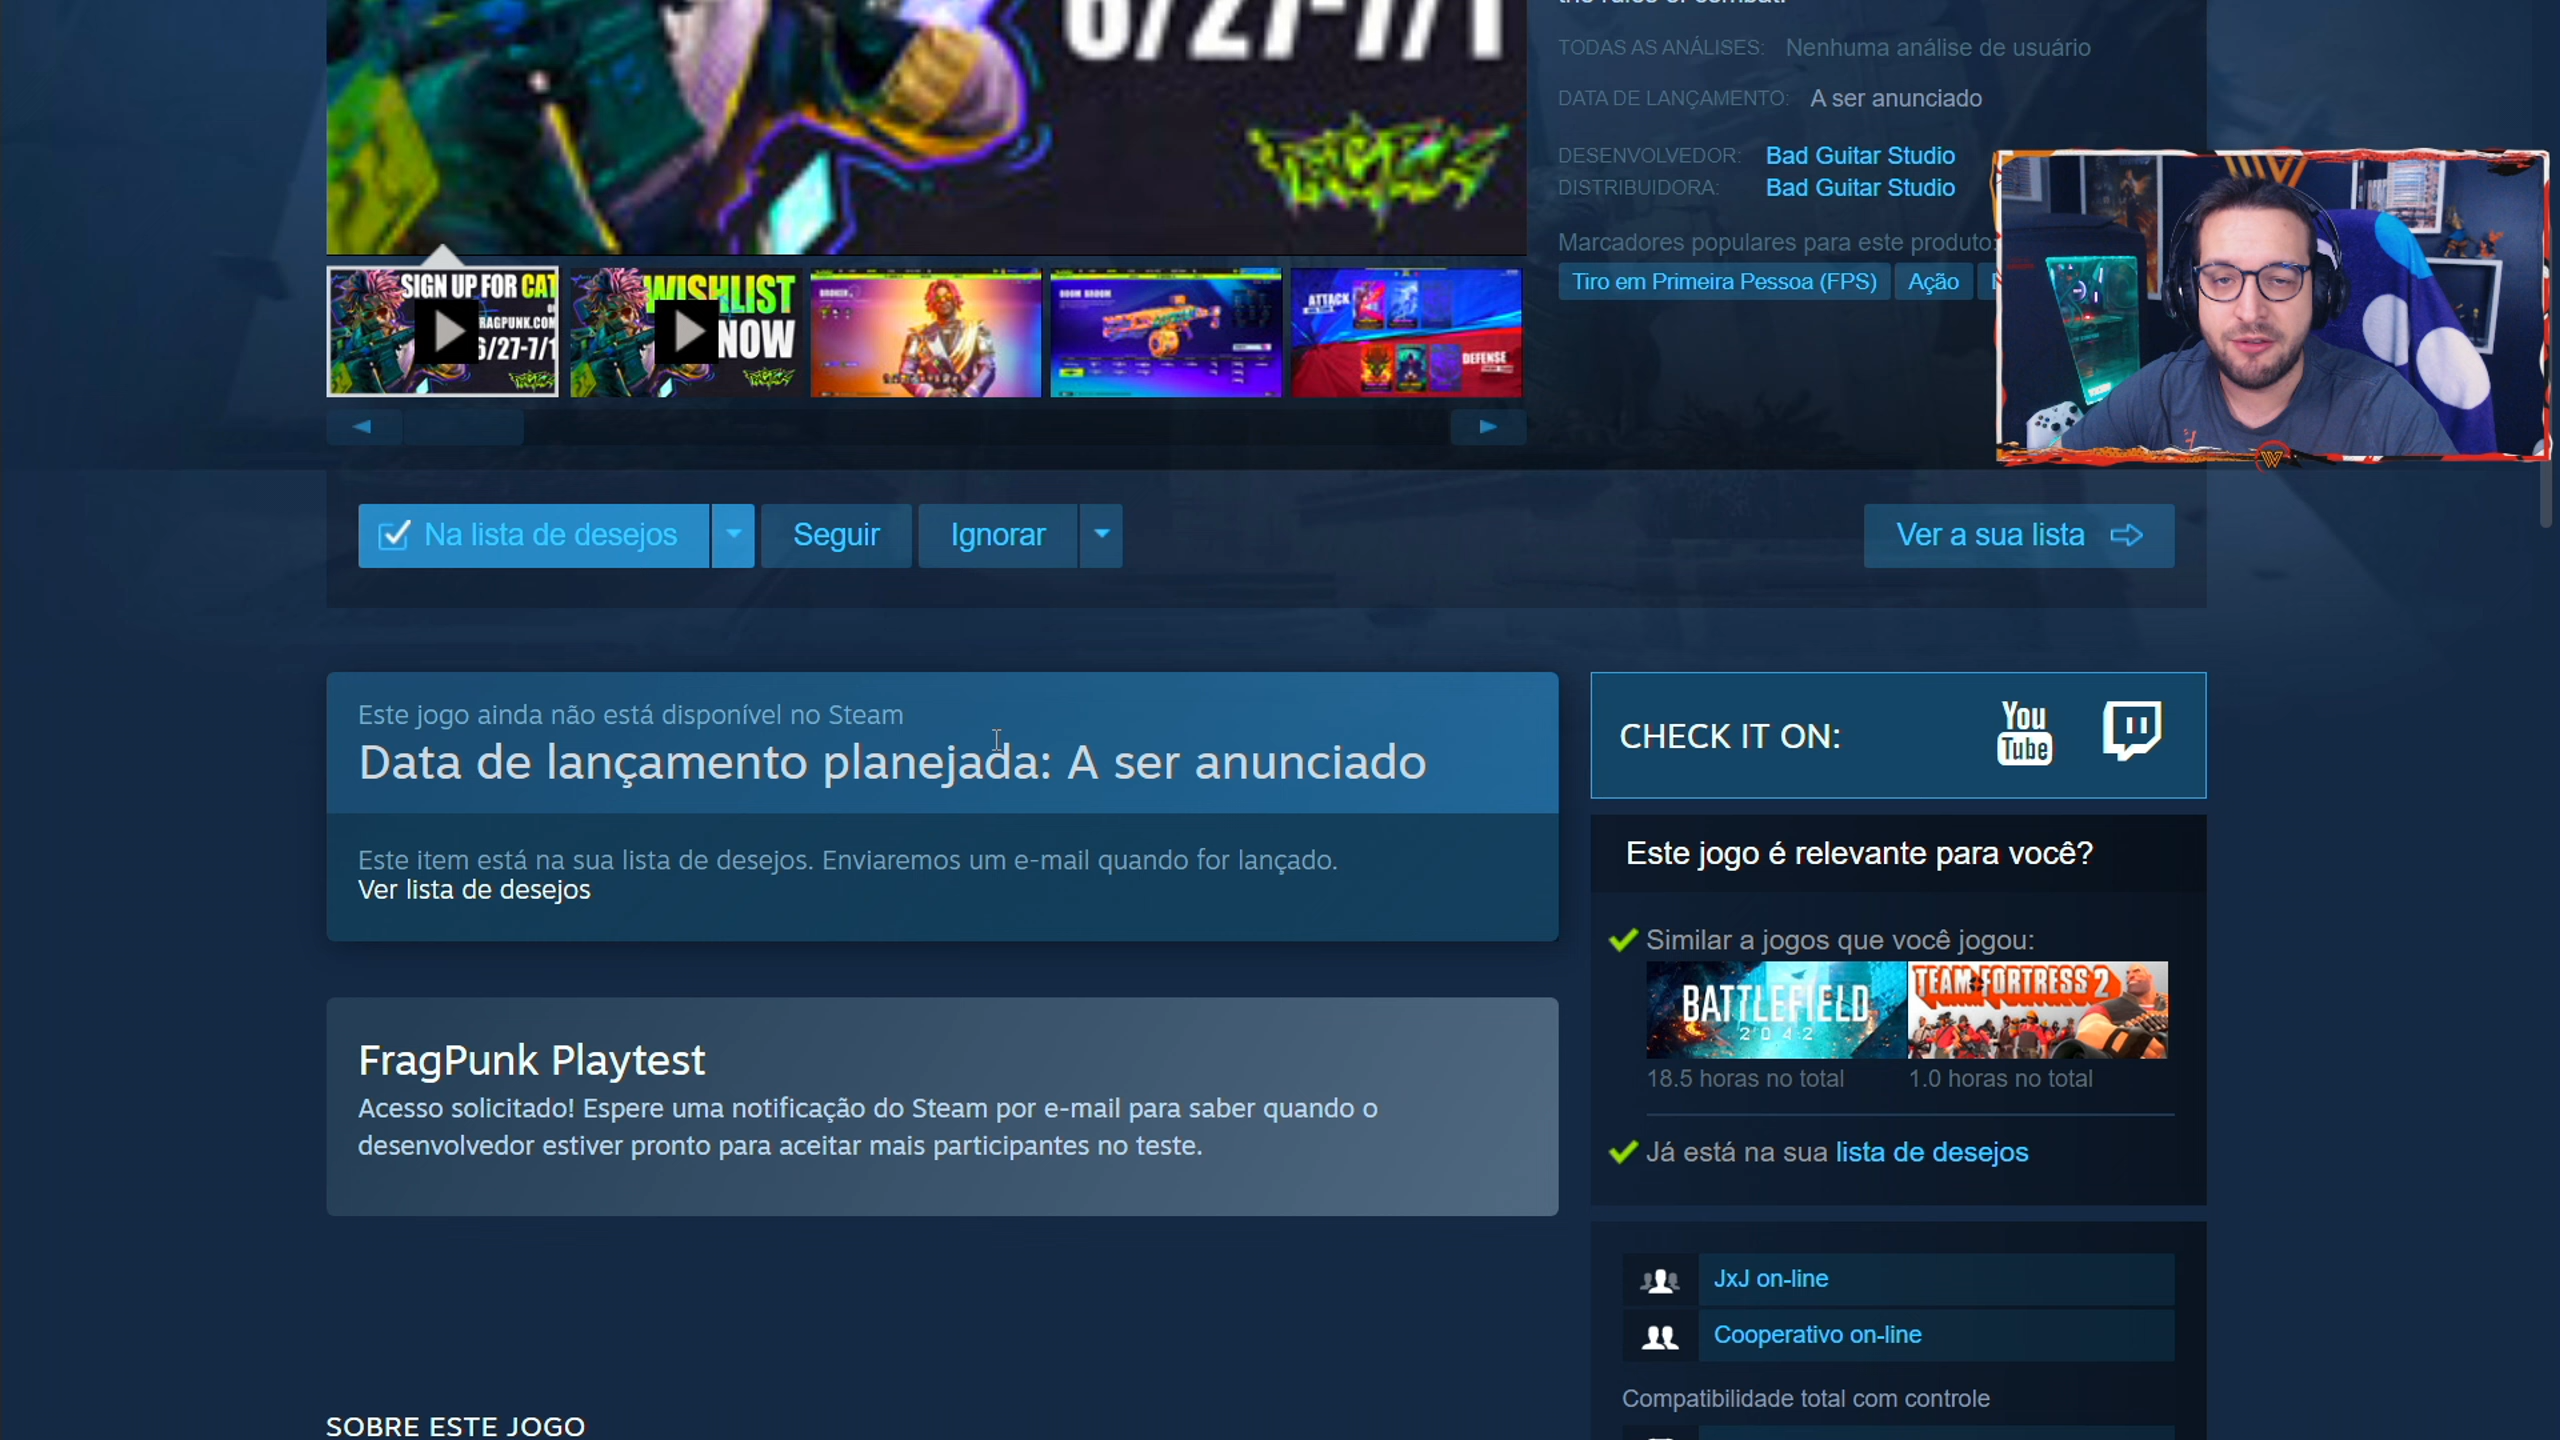 6/27-7/1
TODAS AS ANÁLISES: Nenhuma análise de usuário
DATA DE LANÇAMENTO: A ser anunciado
DESENVOLVEDOR: Bad Guitar Studio
DISTRIBUIDORA: Bad Guitar Studio
Marcadores populares para este produto:
Tiro em Primeira Pessoa (FPS)
Ação
SIGN UP FOR CAT
RAGPUNK.COM
6/27-7/1
WISHLIST
NOW
BROKER
BOOM BROOM
ATTACK
DEFENSE
Na lista de desejos
Seguir
Ignorar
Ver a sua lista
Este jogo ainda não está disponível no Steam
Data de lançamento planejada: A ser anunciado
Este item está na sua lista de desejos. Enviaremos um e-mail quando for lançado.
Ver lista de desejos
CHECK IT ON:
You
Tube
Este jogo é relevante para você?
Similar a jogos que você jogou:
BATTLEFIELD
2042
TEAM FORTRESS 2
18.5 horas no total
1.0 horas no total
Já está na sua lista de desejos
FragPunk Playtest
Acesso solicitado! Espere uma notificação do Steam por e-mail para saber quando o
desenvolvedor estiver pronto para aceitar mais participantes no teste.
JxJ on-line
Cooperativo on-line
Compatibilidade total com controle
SOBRE ESTE JOGO